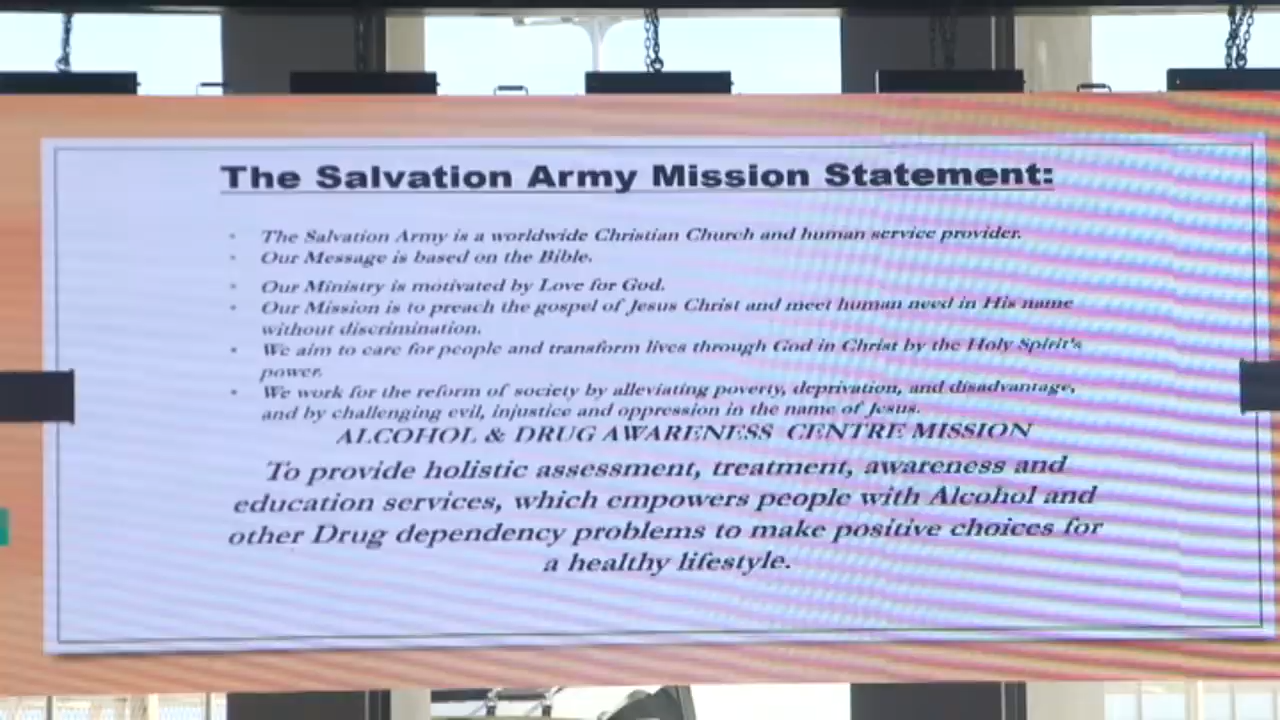 The Salvation Army Mission Statement:
• The Salvation Army is a worldwide Christian Church and human service provider.
• Our Message is based on the Bible.
• Our Ministry is motivated by Love for God.
• Our Mission is to preach the gospel of Jesus Christ and meet human need in His name
without discrimination.
• We aim to care for people and transform lives through God in Christ by the Holy Spirit's
power.
• We work for the reform of society by alleviating poverty, deprivation, and disadvantage,
and by challenging evil, injustice and oppression in the name of Jesus.
ALCOHOL & DRUG AWARENESS CENTRE MISSION
To provide holistic assessment, treatment, awareness and
education services, which empowers people with Alcohol and
other Drug dependency problems to make positive choices for
a healthy lifestyle.